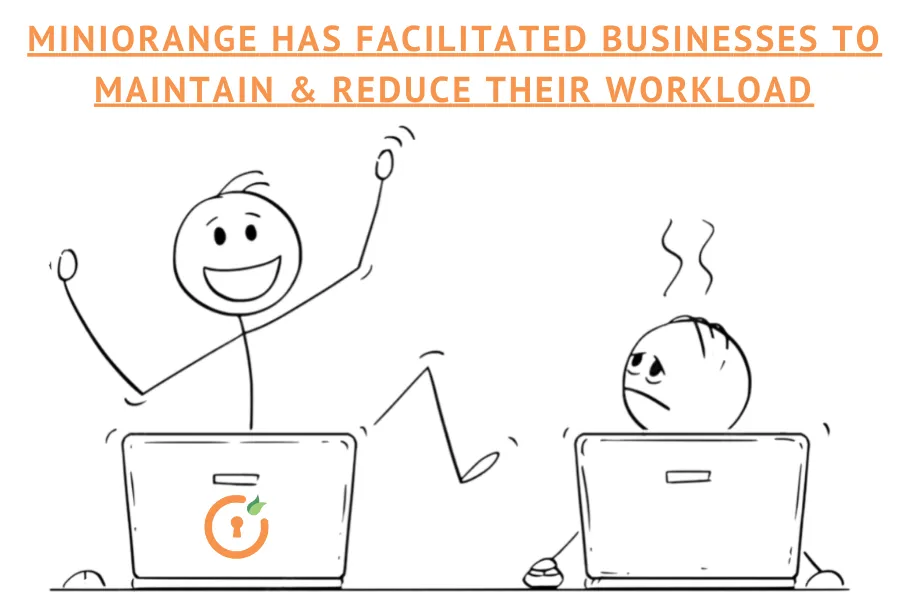 MINIORANGE HAS FACILITATED BUSINESSES TO
MAINTAIN & REDUCE THEIR WORKLOAD